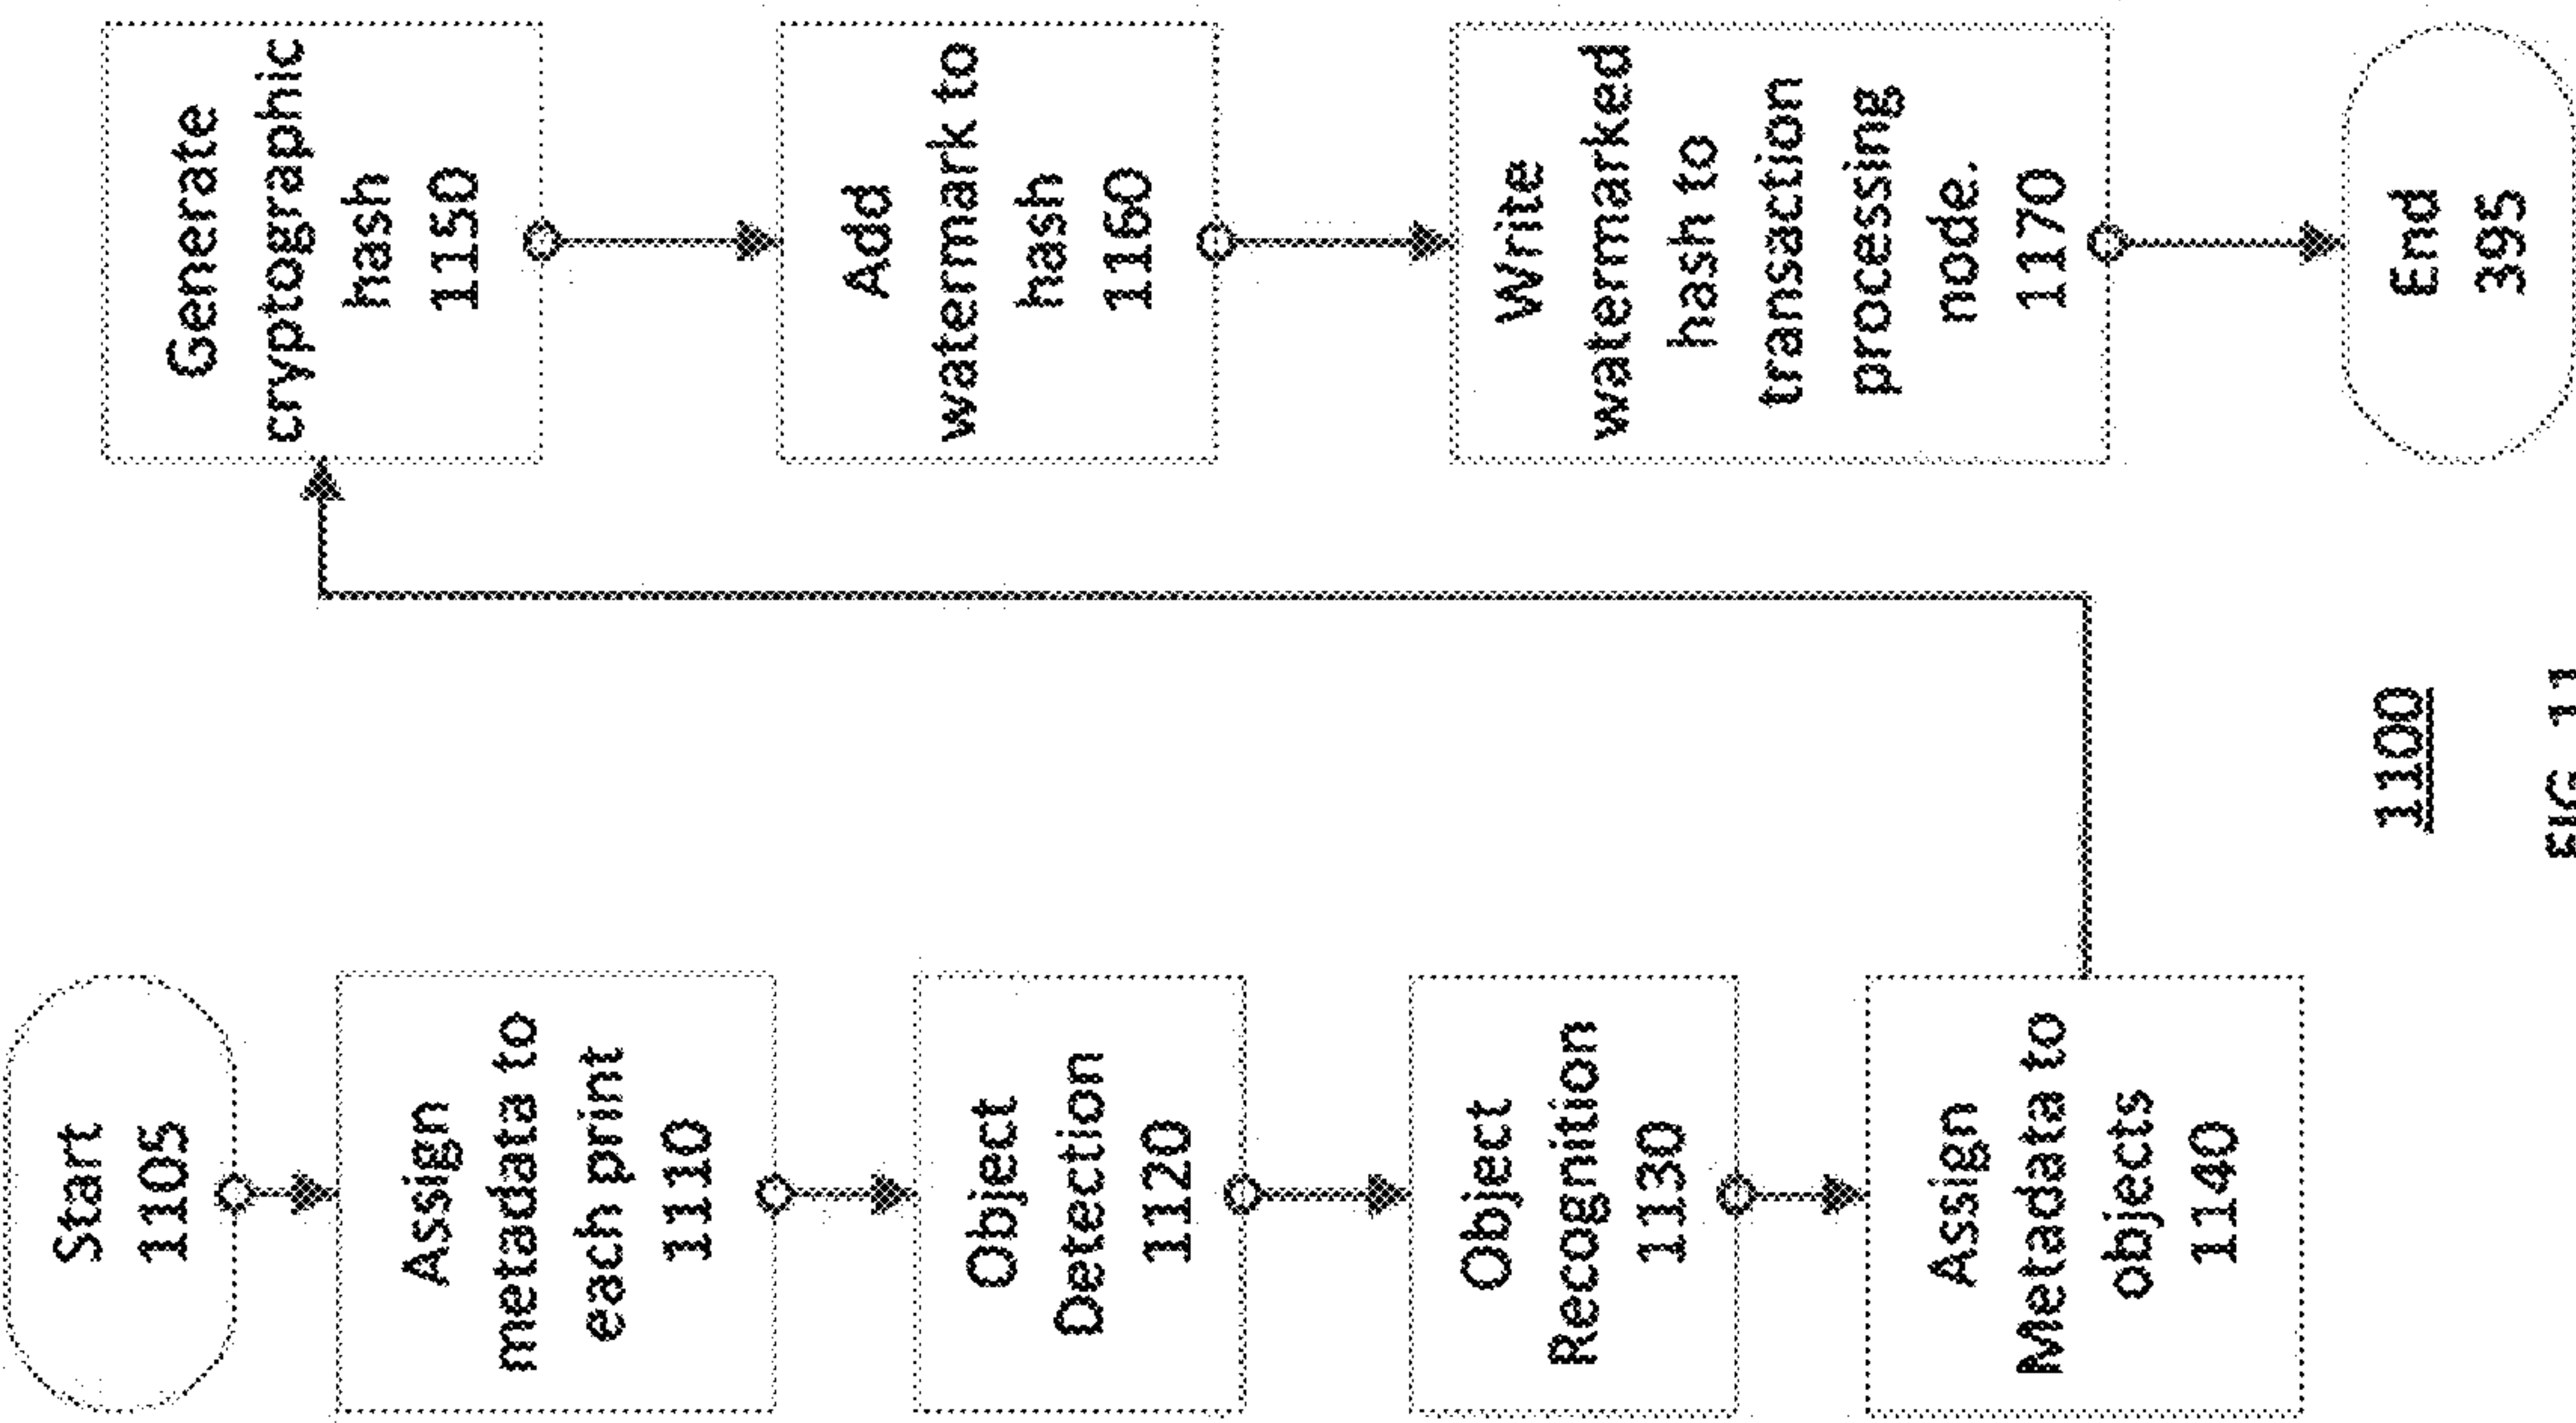 Start
1105
Assign
metadata to
each print
1110
Object
Detection
1120
Object
Recognition
1130
Assign
Metadata to
objects
1140
Generate
cryptographic
hash
1150
Add
watermark to
hash
1160
Write
watermarked
hash to
transaction
processing
node.
1170
End
395
1100
FIG. 11